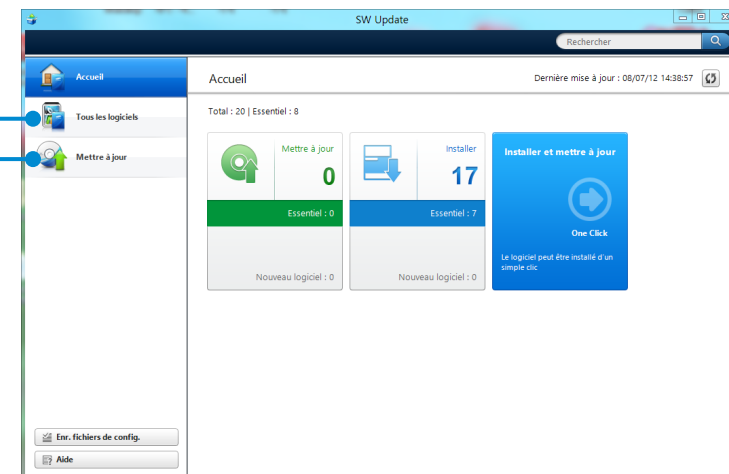 SW Update
Rechercher
Accueil
Tous les logiciels
Mettre à jour
Enr. fichiers de config.
Aide
Accueil
Dernière mise à jour : 08/07/12 14:38:57
Total : 20 | Essentiel : 8
Mettre à jour
0
Essentiel : 0
Nouveau logiciel : 0
Installer
17
Essentiel : 7
Nouveau logiciel : 0
Installer et mettre à jour
One Click
Le logiciel peut être installé d'un
simple clic